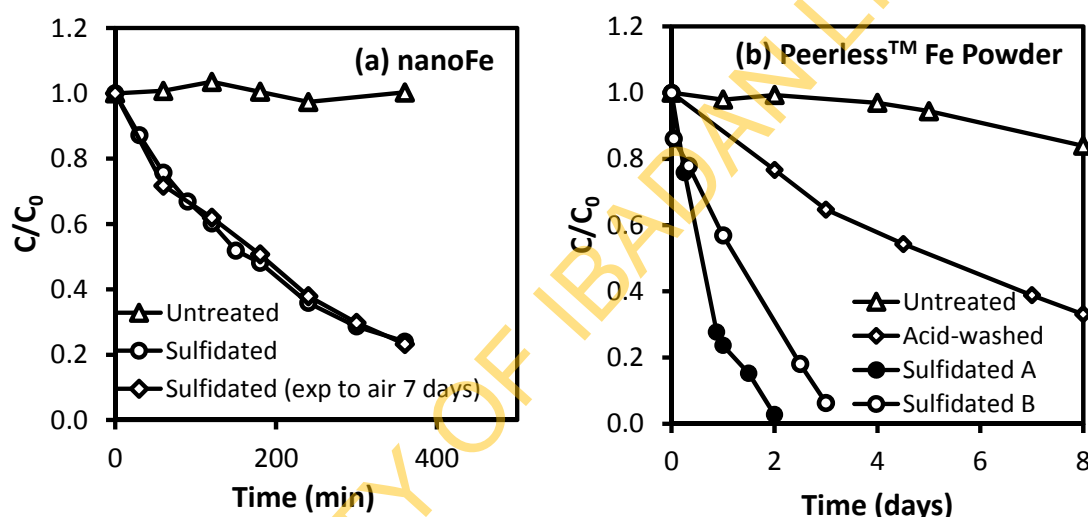 (a) nanoFe
C/C0
1.2
1.0
0.8
0.6
0.4
0.2
0.0
Untreated
Sulfidated
Sulfidated (exp to air 7 days)
0 200 400
Time (min)
(b) Peerless™ Fe Powder
C/C0
1.2
1.0
0.8
0.6
0.4
0.2
0.0
Untreated
Acid-washed
Sulfidated A
Sulfidated B
0 2 4 6 8
Time (days)
Y OF IBADAN L